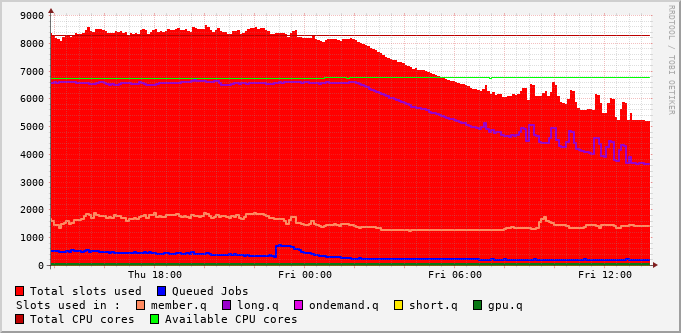 9000
8000
7000
6000
5000
4000
3000
2000
1000
0
Thu 18:00 Fri 00:00 Fri 06:00 Fri 12:00
Total slots used Queued Jobs
Slots used in : member.q long.q ondemand.q short.q gpu.q
Total CPU cores Available CPU cores
RRDTOOL / TOBI OETIKER